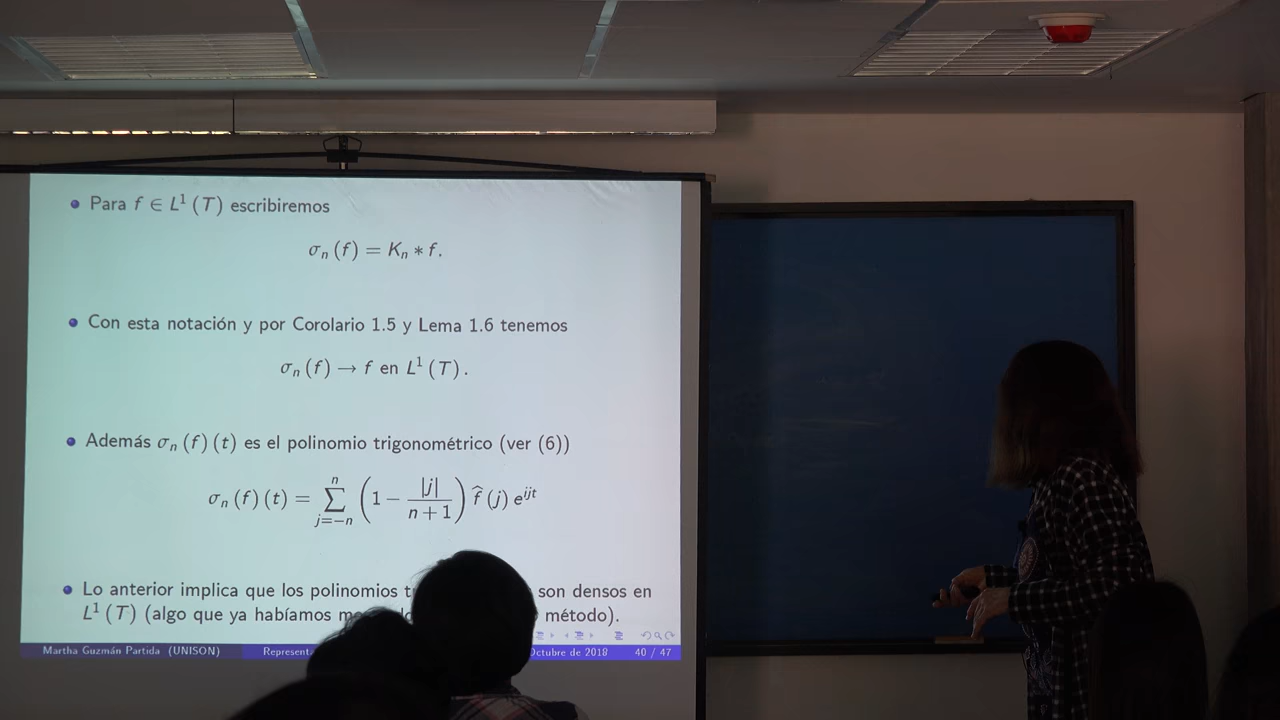 Para f ∈ L¹ (T) escribiremos
σₙ (f) = Kₙ ∗ f.
Con esta notación y por Corolario 1.5 y Lema 1.6 tenemos
σₙ (f) → f en L¹ (T) .
Además σₙ (f) (t) es el polinomio trigonométrico (ver (6))
σₙ (f) (t) = ∑_{j=−n}^{n} (1 − |j|/(n + 1)) f̂ (j) e^{ijt}
Lo anterior implica que los polinomios son densos en
L¹ (T) (algo que ya habíamos método).
Martha Guzmán Partida (UNISON) Represent. Octubre de 2018 40 / 47